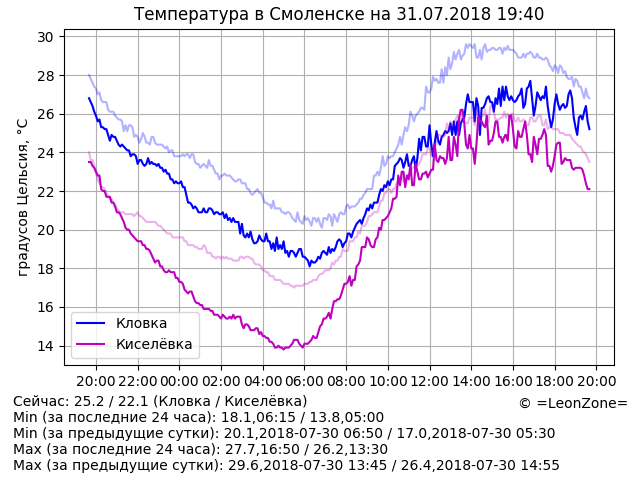 Температура в Смоленске на 31.07.2018 19:40
градусов Цельсия, °C
30
28
26
24
22
20
18
16
14
Кловка
Киселёвка
20:00 22:00 00:00 02:00 04:00 06:00 08:00 10:00 12:00 14:00 16:00 18:00 20:00
Сейчас: 25.2 / 22.1 (Кловка / Киселёвка)
© =LeonZone=
Min (за последние 24 часа): 18.1,06:15 / 13.8,05:00
Min (за предыдущие сутки): 20.1,2018-07-30 06:50 / 17.0,2018-07-30 05:30
Max (за последние 24 часа): 27.7,16:50 / 26.2,13:30
Max (за предыдущие сутки): 29.6,2018-07-30 13:45 / 26.4,2018-07-30 14:55